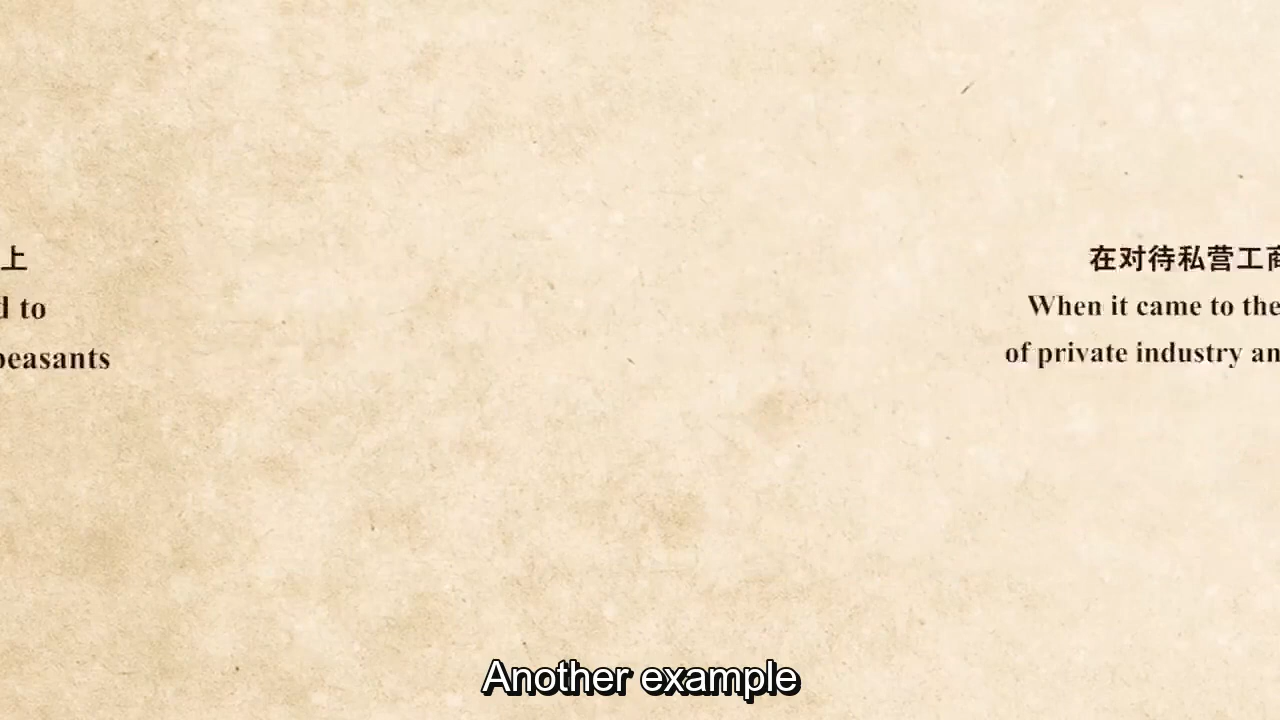 上
to
peasants
在对待私营工商
When it came to the
of private industry an
Another example